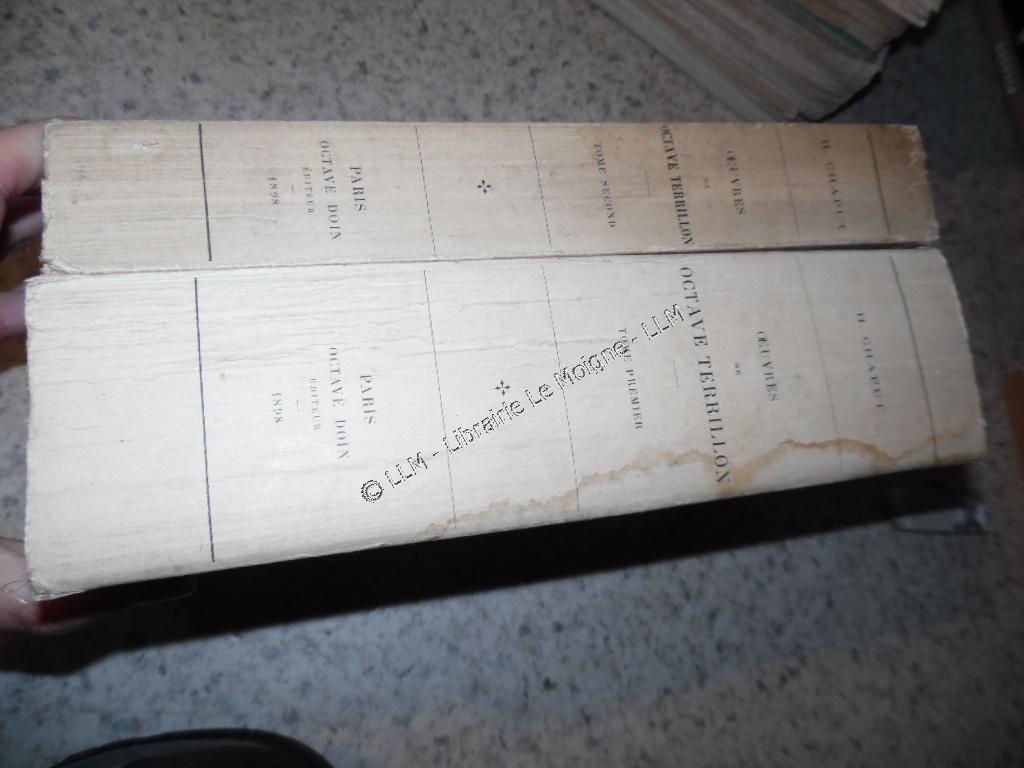 H. CHAPUT
ŒUVRES
DE
OCTAVE TERRILLON
TOME SECOND
PARIS
OCTAVE DOIN
ÉDITEUR
1898
H. CHAPUT
ŒUVRES
DE
OCTAVE TERRILLON
TOME PREMIER
PARIS
OCTAVE DOIN
ÉDITEUR
1898
© LLM - Librairie Le Moigne - LLM